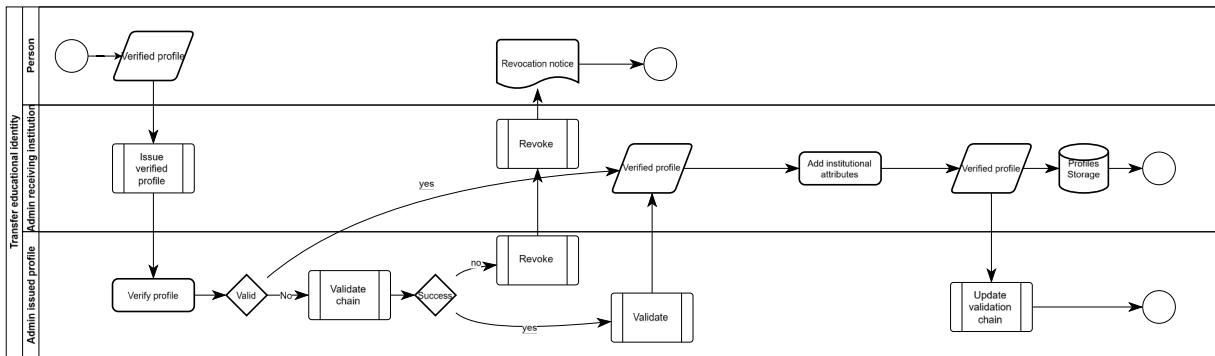 Transfer educational identity
Person
Verified profile
Revocation notice
Admin receiving institution
Issue
verified
profile
Revoke
yes
Verified profile
Add institutional
attributes
Verified profile
Profiles
Storage
Admin issued profile
Verify profile
Valid
No
Validate
chain
Success
no
Revoke
yes
Validate
Update
validation
chain